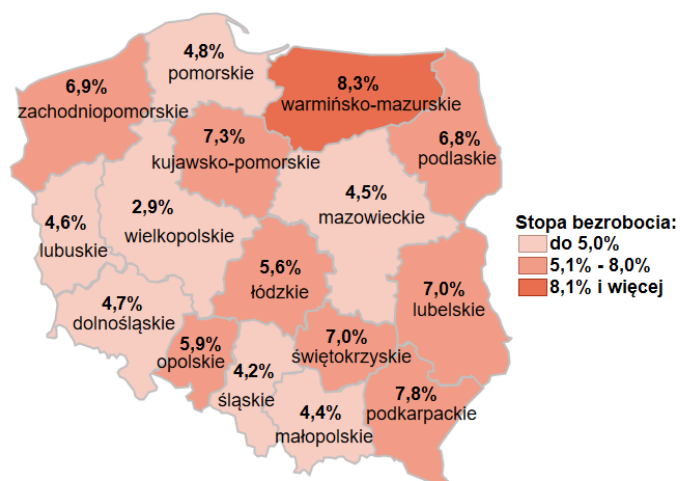 4,8%
pomorskie
8,3%
warmińsko-mazurskie
6,9%
zachodniopomorskie
7,3%
kujawsko-pomorskie
6,8%
podlaskie
4,5%
mazowieckie
2,9%
wielkopolskie
4,6%
lubuskie
Stopa bezrobocia:
do 5,0%
5,1% - 8,0%
8,1% i więcej
5,6%
łódzkie
7,0%
lubelskie
4,7%
dolnośląskie
7,0%
świętokrzyskie
5,9%
opolskie
4,2%
śląskie
7,8%
podkarpackie
4,4%
małopolskie